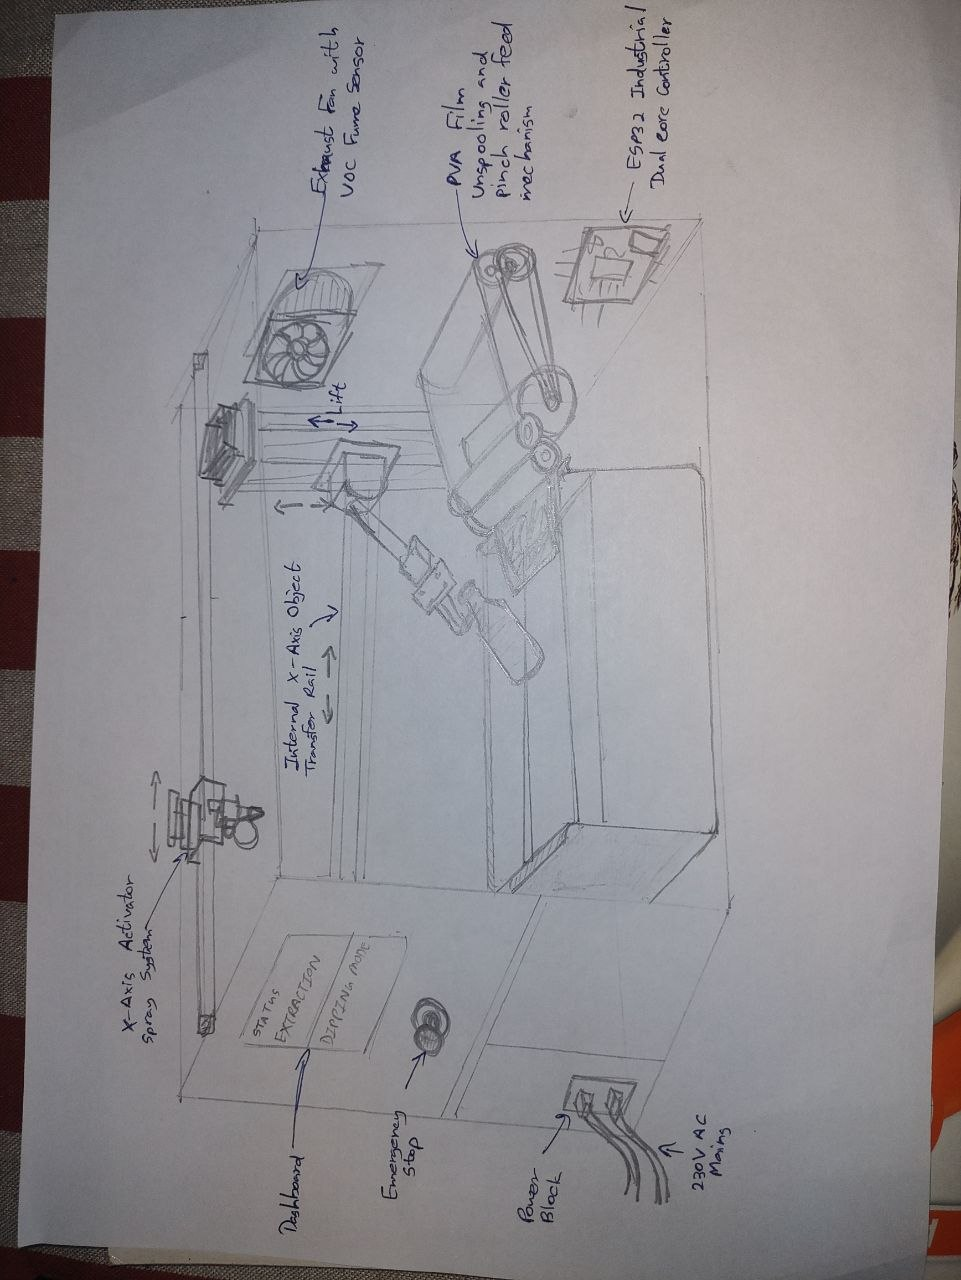 X-Axis Activator
Spray System
Exhaust Fan with
VOC Fume Sensor
Lift
Internal X-Axis Object
Transfer Rail
PVA Film
Unspooling and
pinch roller feed
mechanism
ESP32 Industrial
Dual Core Controller
STATUS
EXTRACTION
DIPPING MODE
Dashboard
Emergency
Stop
Power
Block
230V AC
Mains